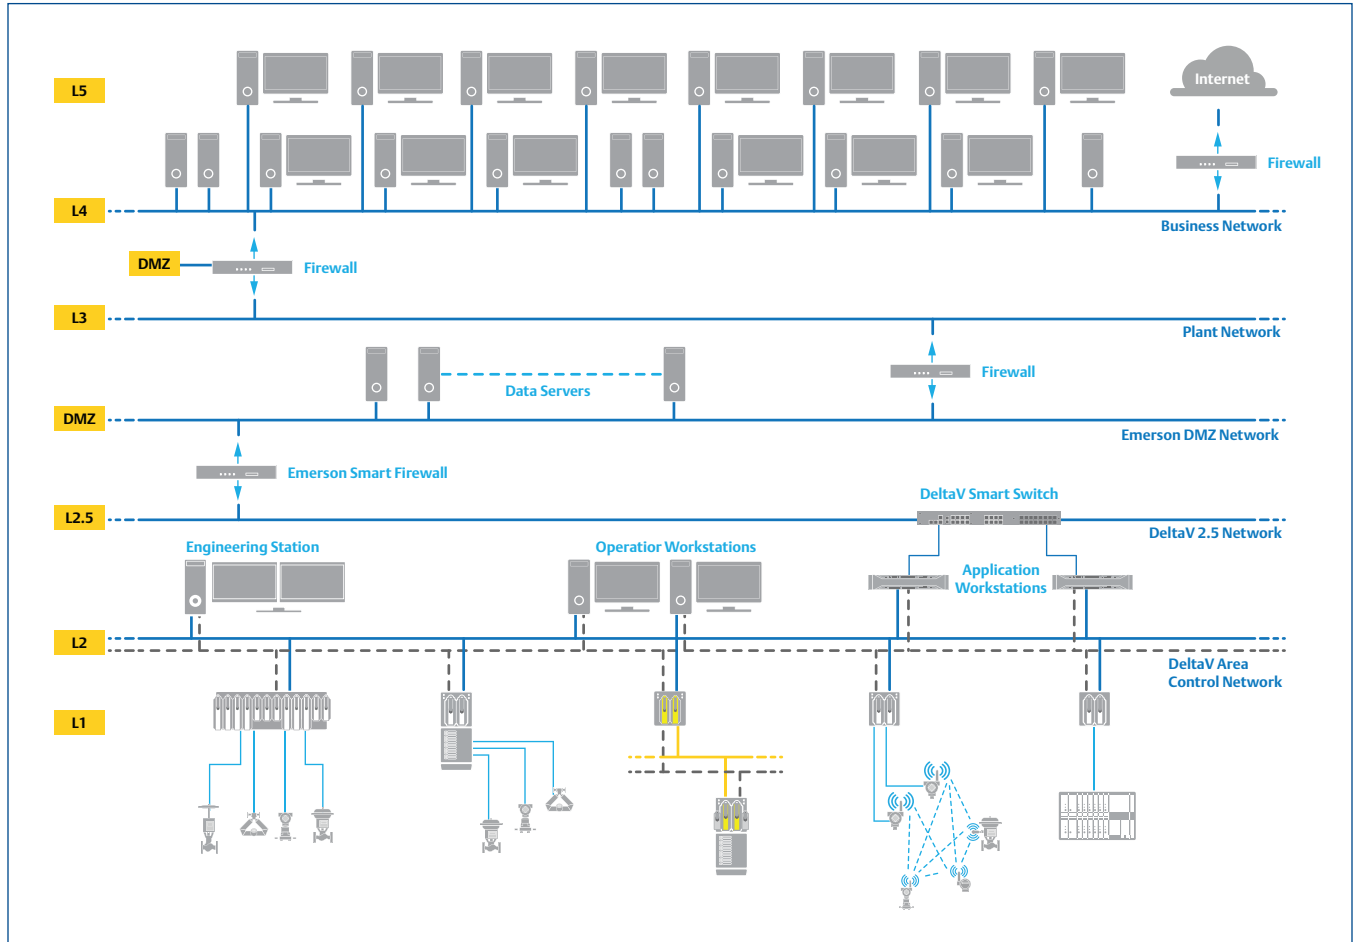 L5
Internet
Firewall
L4
Business Network
DMZ
Firewall
L3
Plant Network
Firewall
Data Servers
DMZ
Emerson DMZ Network
Emerson Smart Firewall
DeltaV Smart Switch
L2.5
DeltaV 2.5 Network
Engineering Station
Operatior Workstations
Application
Workstations
L2
DeltaV Area
Control Network
L1